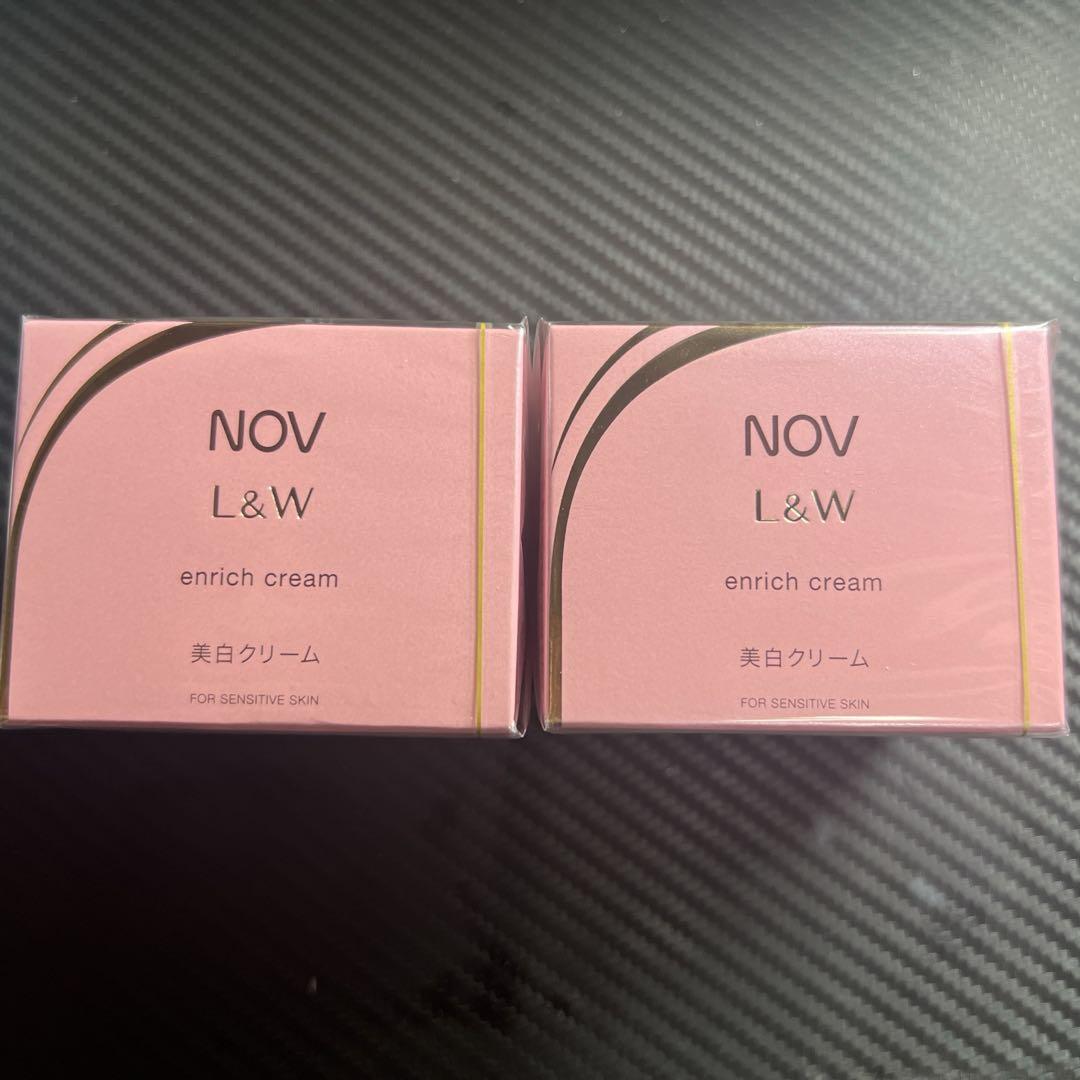 NOV
L&W
enrich cream
美白クリーム
FOR SENSITIVE SKIN
NOV
L&W
enrich cream
美白クリーム
FOR SENSITIVE SKIN